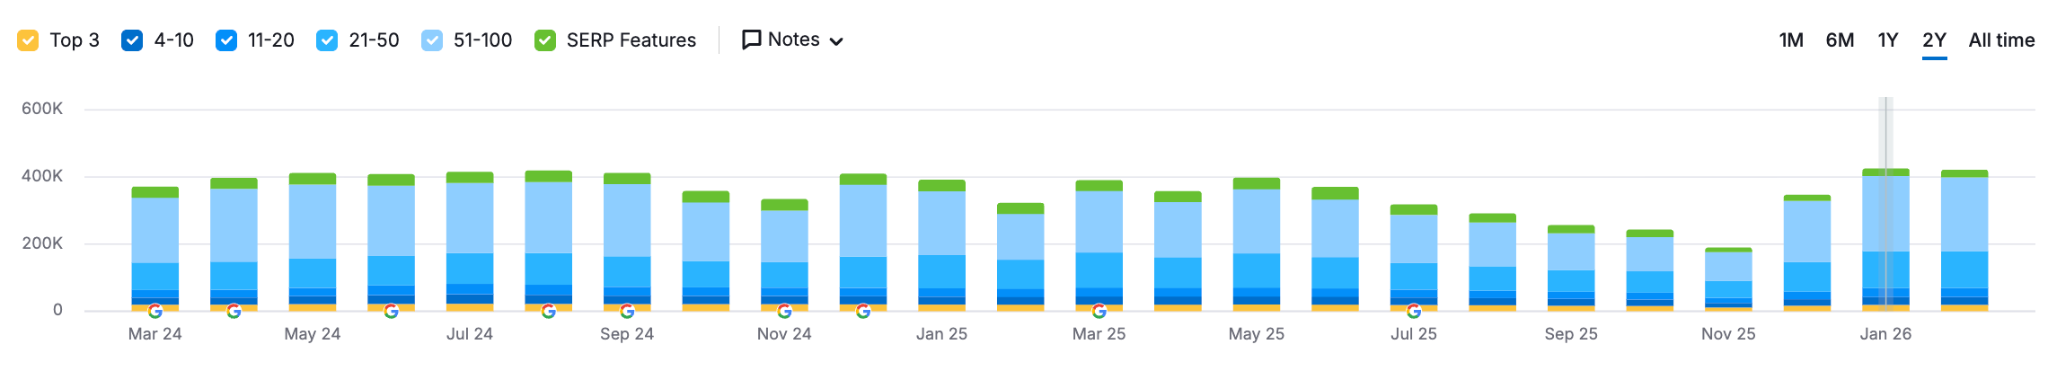 Top 3 4-10 11-20 21-50 51-100 SERP Features Notes 1M 6M 1Y 2Y All time
600K
400K
200K
0
Mar 24 May 24 Jul 24 Sep 24 Nov 24 Jan 25 Mar 25 May 25 Jul 25 Sep 25 Nov 25 Jan 26